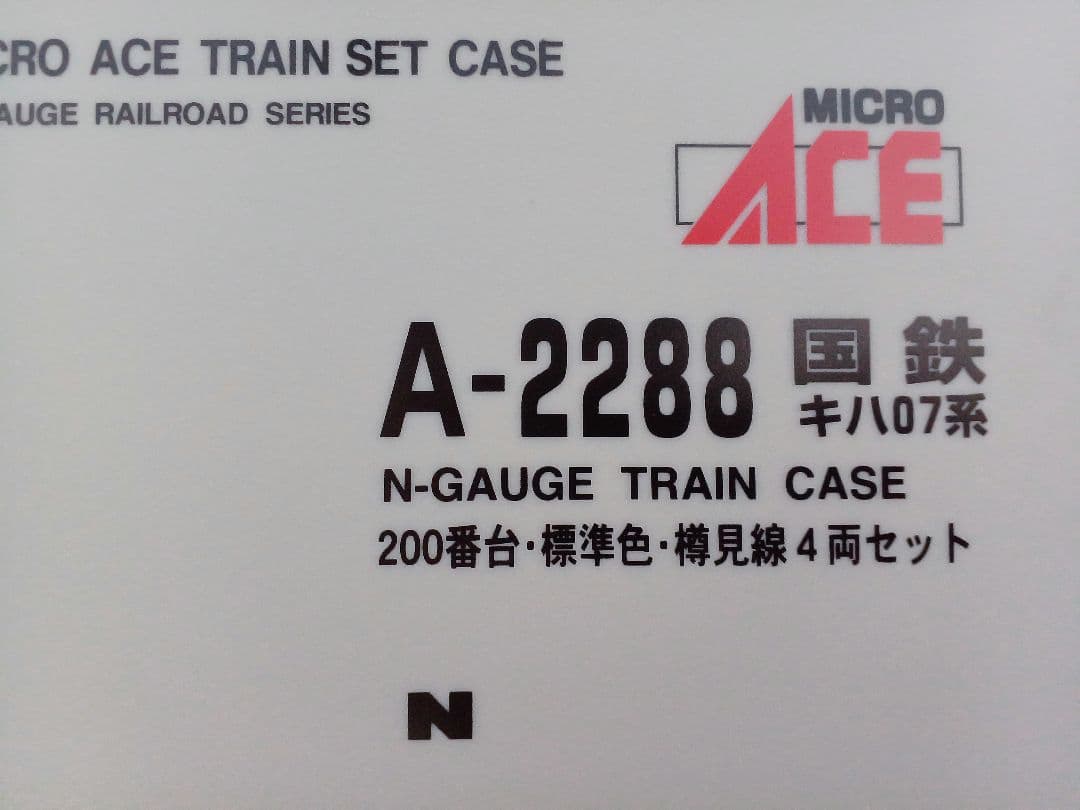 CRO ACE TRAIN SET CASE
AUGE RAILROAD SERIES
MICRO
ACE
A-2288 国鉄
キハ07系
N-GAUGE TRAIN CASE
200番台・標準色・樽見線4両セット
N